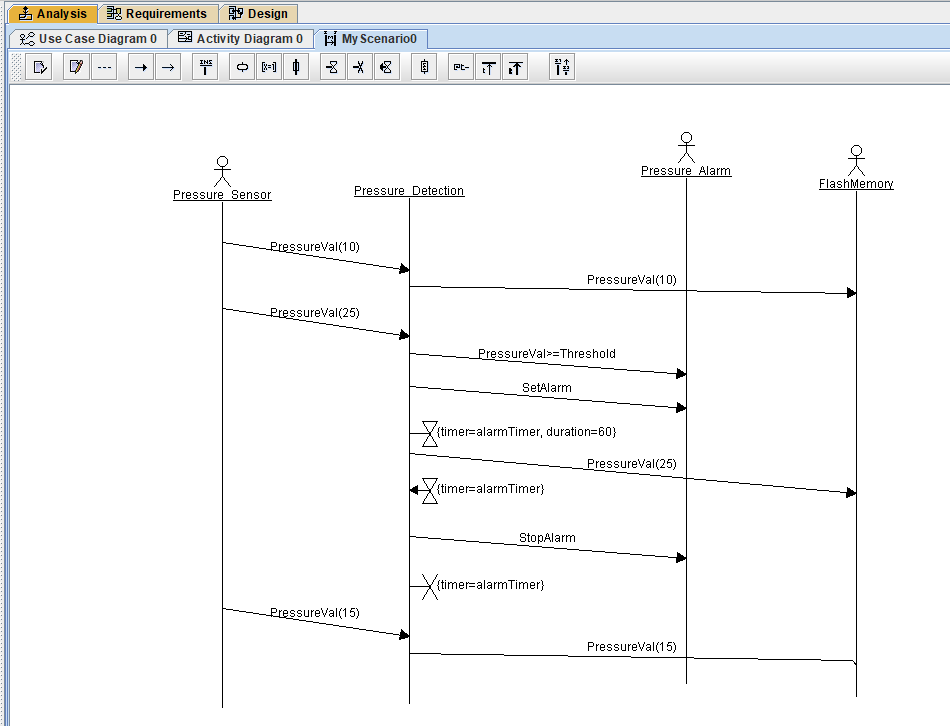 Analysis
Requirements
Design
Use Case Diagram 0
Activity Diagram 0
MyScenario0
INS
Pressure_Sensor
Pressure_Detection
Pressure_Alarm
FlashMemory
PressureVal(10)
PressureVal(10)
PressureVal(25)
PressureVal>=Threshold
SetAlarm
{timer=alarmTimer, duration=60}
PressureVal(25)
{timer=alarmTimer}
StopAlarm
{timer=alarmTimer}
PressureVal(15)
PressureVal(15)